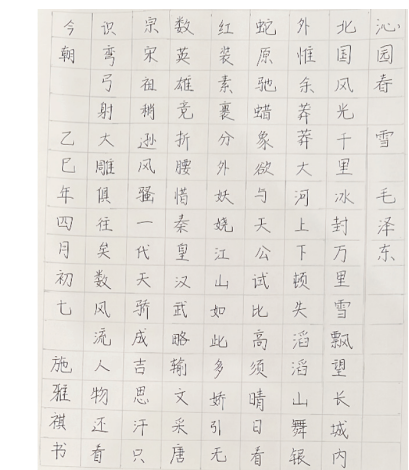 沁园春 雪 毛泽东
北国风光千里冰封万里雪飘望长城内
外惟余莽莽大河上下顿失滔滔山舞银
蛇原驰蜡象欲与天公试比高须晴日看
红装素裹分外妖娆江山如此多娇引无
数英雄竞折腰惜秦皇汉武略输文采唐
宗宋祖稍逊风骚一代天骄成吉思汗只
识弯弓射大雕俱往矣数风流人物还看
今朝 乙巳年四月初七 施雅祺书